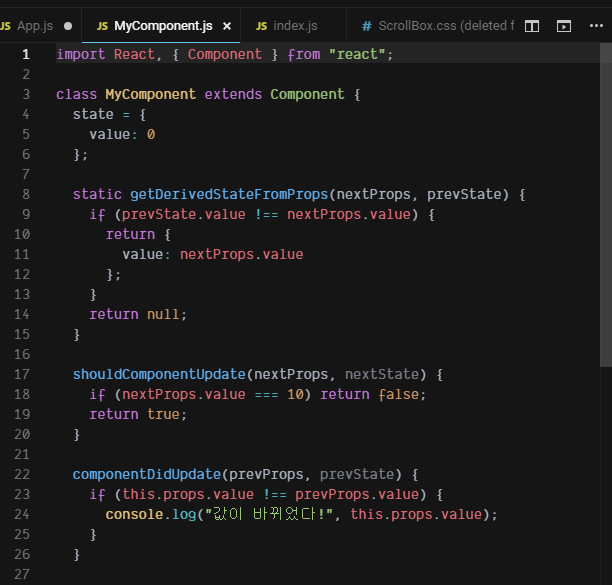 JS App.js ● JS MyComponent.js × JS index.js # ScrollBox.css (deleted f
1 import React, { Component } from "react";
2
3 class MyComponent extends Component {
4 state = {
5 value: 0
6 };
7
8 static getDerivedStateFromProps(nextProps, prevState) {
9 if (prevState.value !== nextProps.value) {
10 return {
11 value: nextProps.value
12 };
13 }
14 return null;
15 }
16
17 shouldComponentUpdate(nextProps, nextState) {
18 if (nextProps.value === 10) return false;
19 return true;
20 }
21
22 componentDidUpdate(prevProps, prevState) {
23 if (this.props.value !== prevProps.value) {
24 console.log("값이 바뀌었다!", this.props.value);
25 }
26 }
27